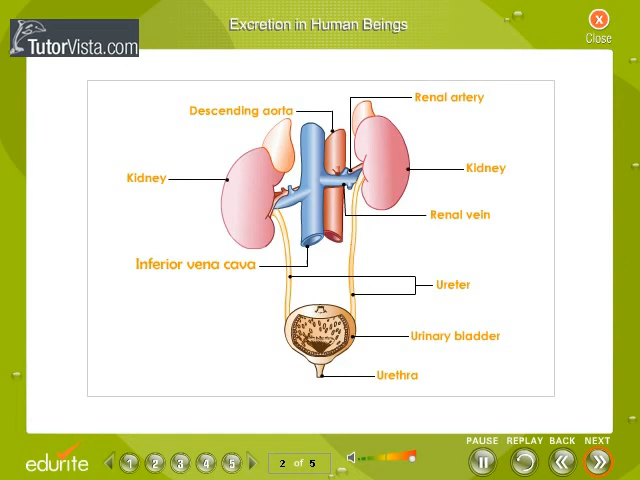 Excretion in Human Beings
Close
TutorVista.com
Renal artery
Descending aorta
Kidney
Kidney
Renal vein
Inferior vena cava
Ureter
Urinary bladder
Urethra
PAUSE REPLAY BACK NEXT
edurite
1 2 3 4 5
2 of 5